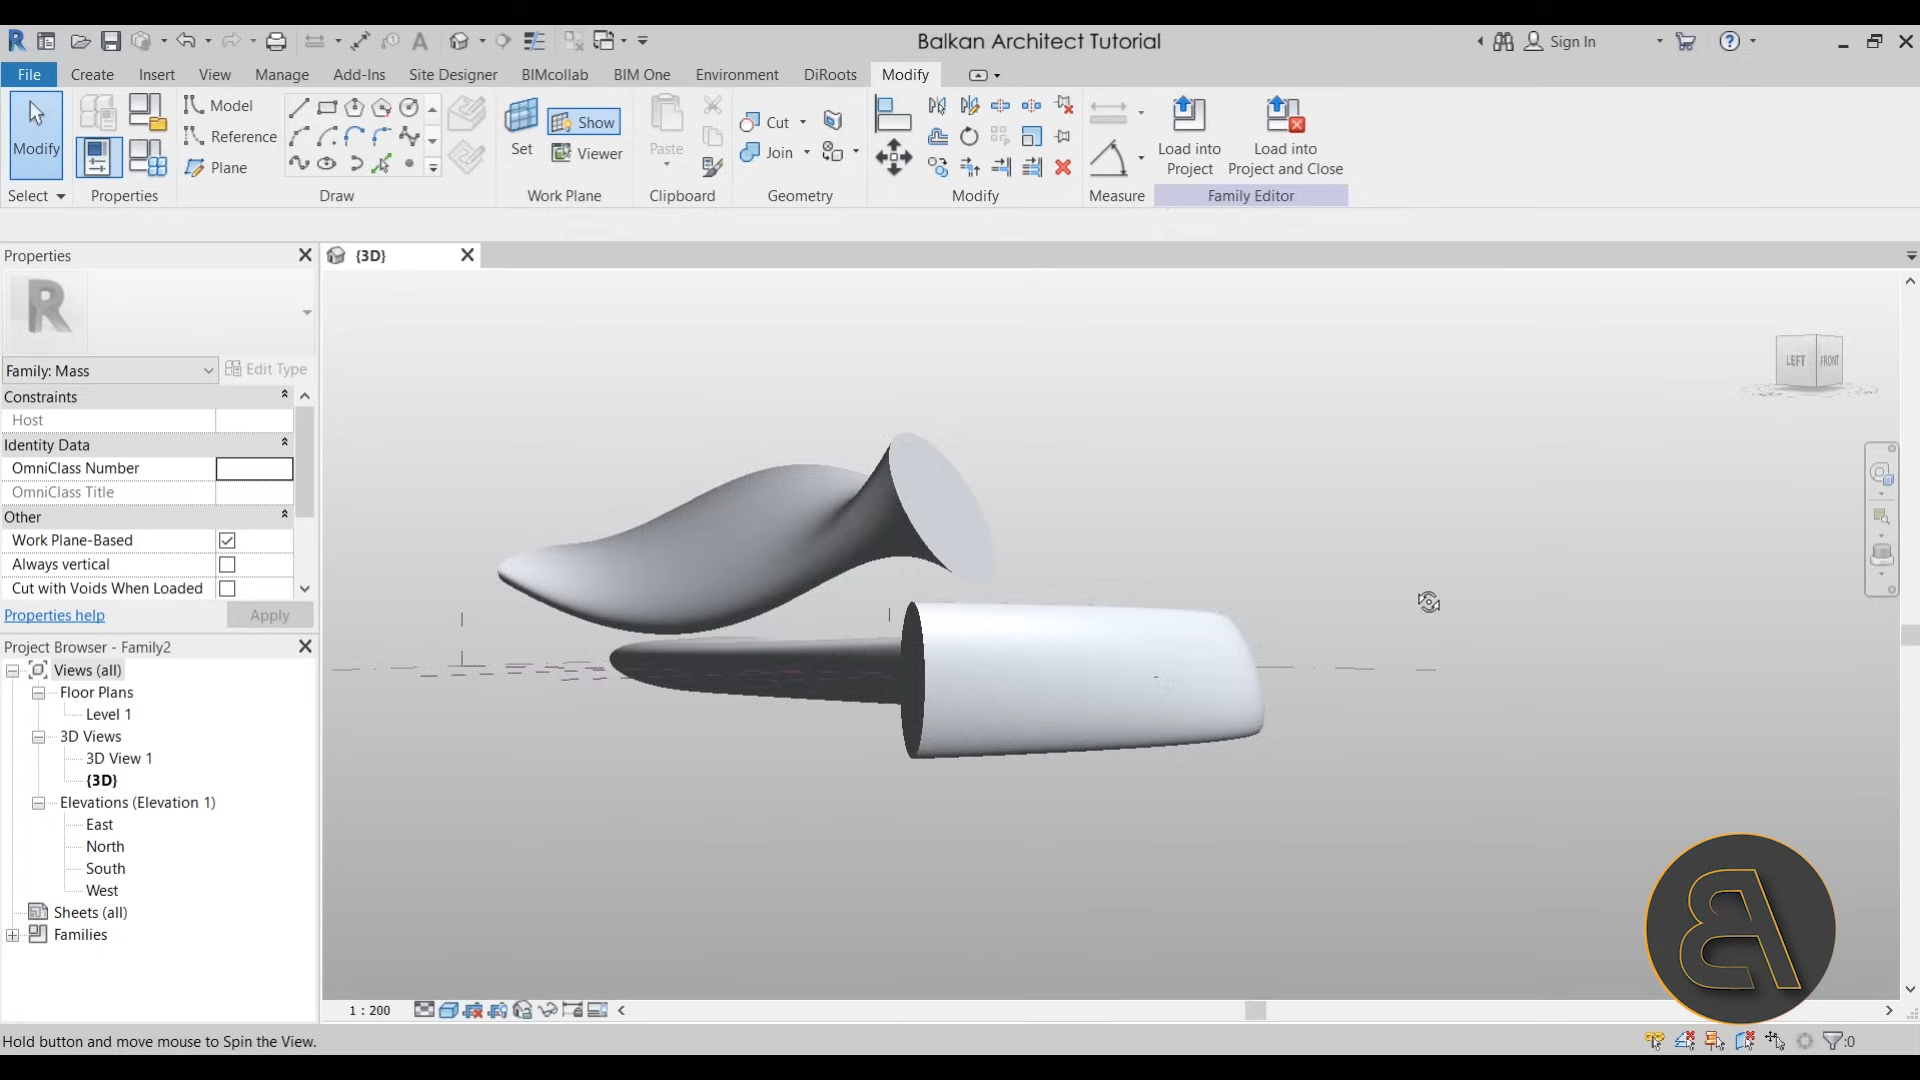 Balkan Architect Tutorial
Sign In
File Create Insert View Manage Add-Ins Site Designer BIMcollab BIM One Environment DiRoots Modify
Modify
Model
Reference
Plane
Set
Show
Viewer
Paste
Cut
Join
Load into
Project
Load into
Project and Close
Select Properties Draw Work Plane Clipboard Geometry Modify Measure Family Editor
Properties
{3D}
R
Family: Mass
Edit Type
Constraints
Host
Identity Data
OmniClass Number
OmniClass Title
Other
Work Plane-Based
Always vertical
Cut with Voids When Loaded
Properties help
Apply
Project Browser - Family2
Views (all)
Floor Plans
Level 1
3D Views
3D View 1
{3D}
Elevations (Elevation 1)
East
North
South
West
Sheets (all)
Families
LEFT FRONT
1 : 200
Hold button and move mouse to Spin the View.
:0